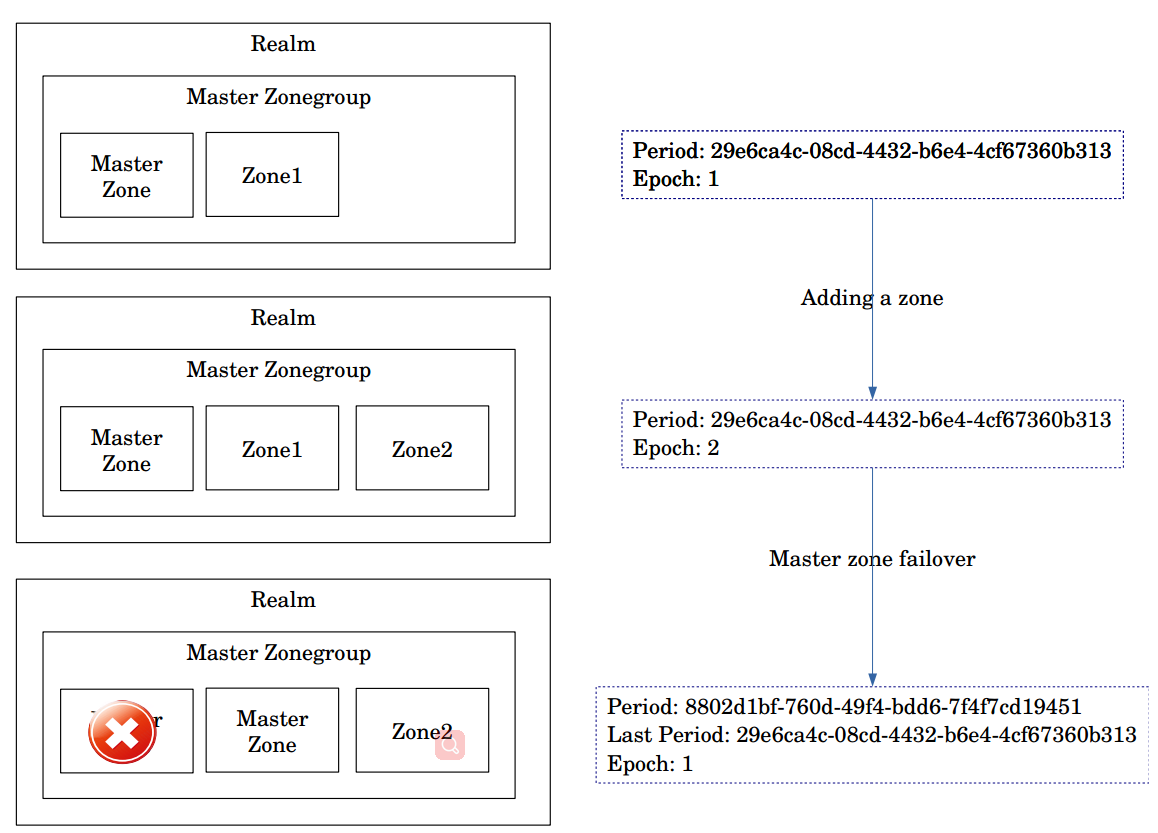 Realm
Master Zonegroup
Master
Zone
Zone1
Period: 29e6ca4c-08cd-4432-b6e4-4cf67360b313
Epoch: 1
Adding a zone
Realm
Master Zonegroup
Master
Zone
Zone1
Zone2
Period: 29e6ca4c-08cd-4432-b6e4-4cf67360b313
Epoch: 2
Master zone failover
Realm
Master Zonegroup
Master
Zone
Zone2
Period: 8802d1bf-760d-49f4-bdd6-7f4f7cd19451
Last Period: 29e6ca4c-08cd-4432-b6e4-4cf67360b313
Epoch: 1